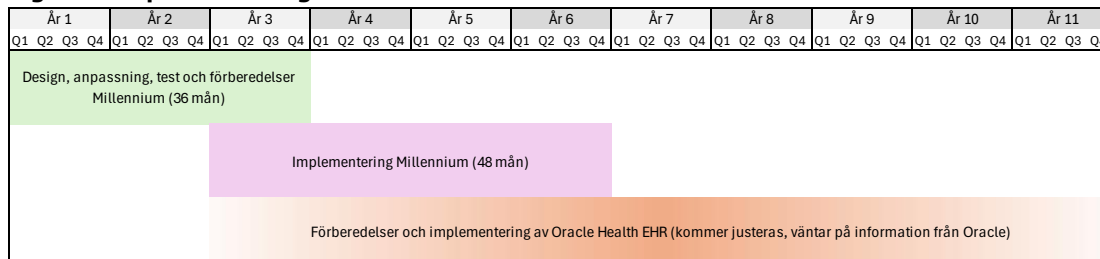 År 1 År 2 År 3 År 4 År 5 År 6 År 7 År 8 År 9 År 10 År 11
Q1 Q2 Q3 Q4 Q1 Q2 Q3 Q4 Q1 Q2 Q3 Q4 Q1 Q2 Q3 Q4 Q1 Q2 Q3 Q4 Q1 Q2 Q3 Q4 Q1 Q2 Q3 Q4 Q1 Q2 Q3 Q4 Q1 Q2 Q3 Q4 Q1 Q2 Q3 Q4 Q1 Q2 Q3
Design, anpassning, test och förberedelser
Millennium (36 mån)
Implementering Millennium (48 mån)
Förberedelser och implementering av Oracle Health EHR (kommer justeras, väntar på information från Oracle)